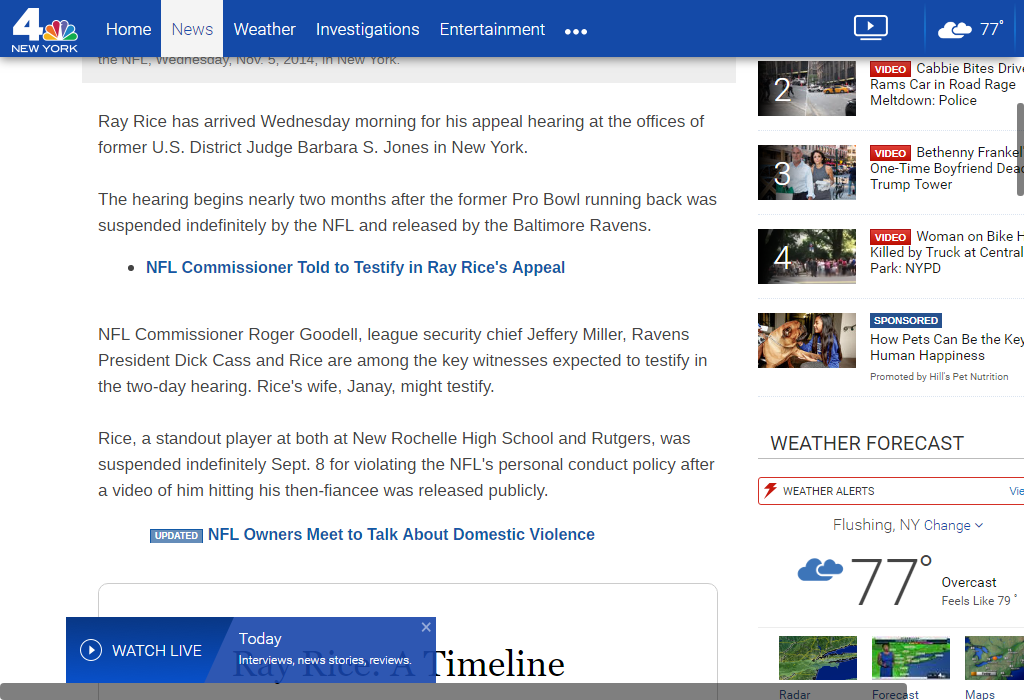 4
NEW YORK
Home News Weather Investigations Entertainment
77°
the NFL, Wednesday, Nov. 5, 2014, in New York.
Ray Rice has arrived Wednesday morning for his appeal hearing at the offices of
former U.S. District Judge Barbara S. Jones in New York.
The hearing begins nearly two months after the former Pro Bowl running back was
suspended indefinitely by the NFL and released by the Baltimore Ravens.
NFL Commissioner Told to Testify in Ray Rice's Appeal
NFL Commissioner Roger Goodell, league security chief Jeffery Miller, Ravens
President Dick Cass and Rice are among the key witnesses expected to testify in
the two-day hearing. Rice's wife, Janay, might testify.
Rice, a standout player at both at New Rochelle High School and Rutgers, was
suspended indefinitely Sept. 8 for violating the NFL's personal conduct policy after
a video of him hitting his then-fiancee was released publicly.
UPDATED NFL Owners Meet to Talk About Domestic Violence
Ray Rice: A Timeline
WATCH LIVE
Today
Interviews, news stories, reviews.
2
VIDEO Cabbie Bites Drive
Rams Car in Road Rage
Meltdown: Police
3
VIDEO Bethenny Frankel'
One-Time Boyfriend Dead
Trump Tower
4
VIDEO Woman on Bike H
Killed by Truck at Central
Park: NYPD
SPONSORED
How Pets Can Be the Key
Human Happiness
Promoted by Hill's Pet Nutrition
WEATHER FORECAST
WEATHER ALERTS Vie
Flushing, NY Change
77°
Overcast
Feels Like 79 °
Radar Forecast Maps